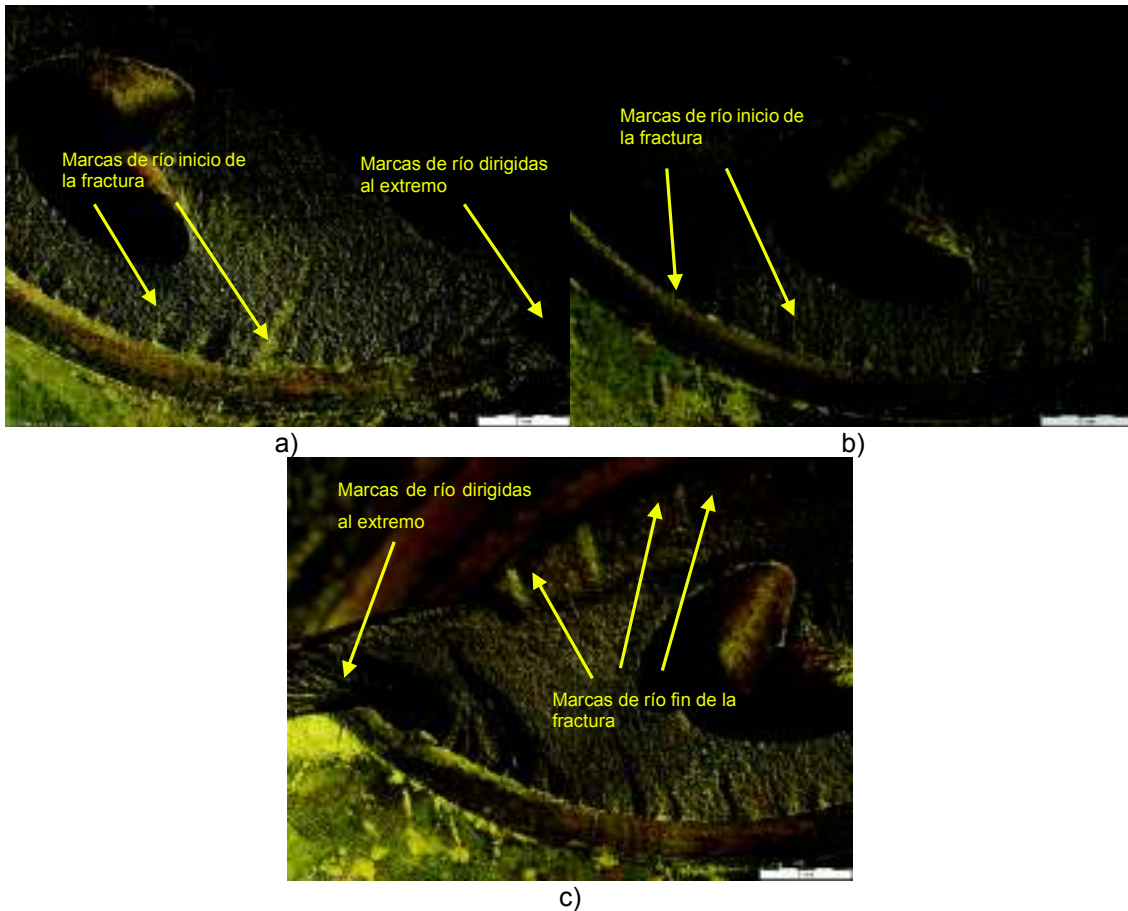 Marcas de río inicio de
la fractura
Marcas de río dirigidas
al extremo
Marcas de río inicio de
la fractura
a)
b)
Marcas de río dirigidas
al extremo
Marcas de río fin de la
fractura
c)